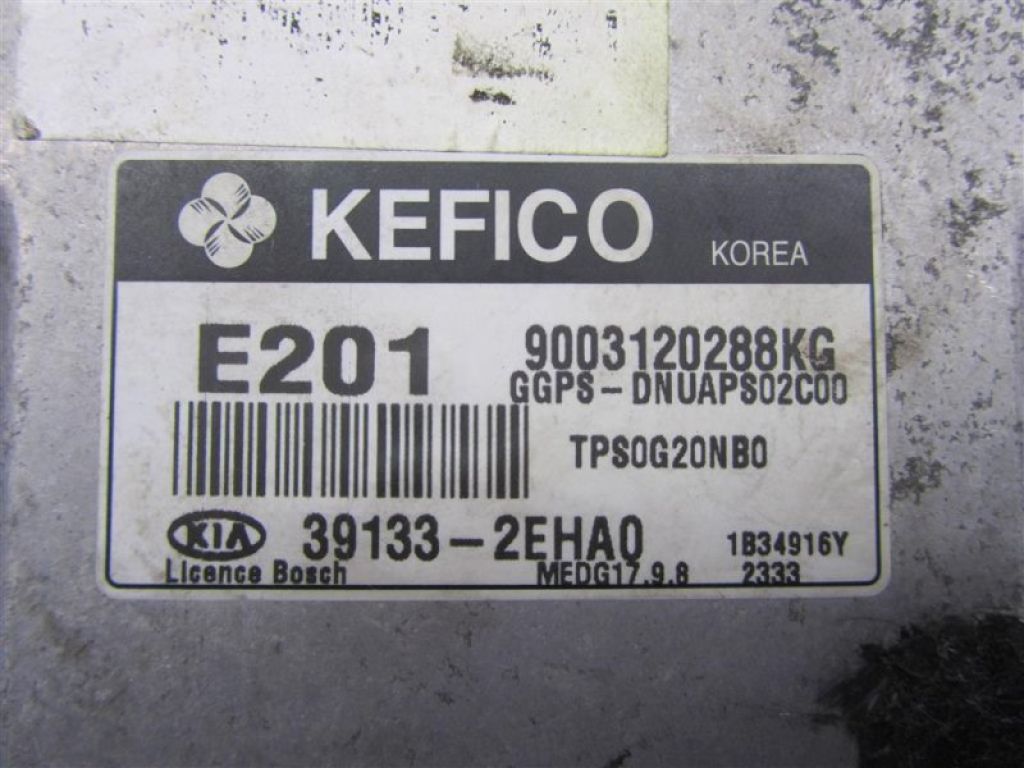 KEFICO KOREA
E201 9003120288KG
GGPS-DNUAPS02C00
TPS0G20NB0
KIA 39133-2EHA0 1B34916Y
Licence Bosch MEDG17.9.8 2333